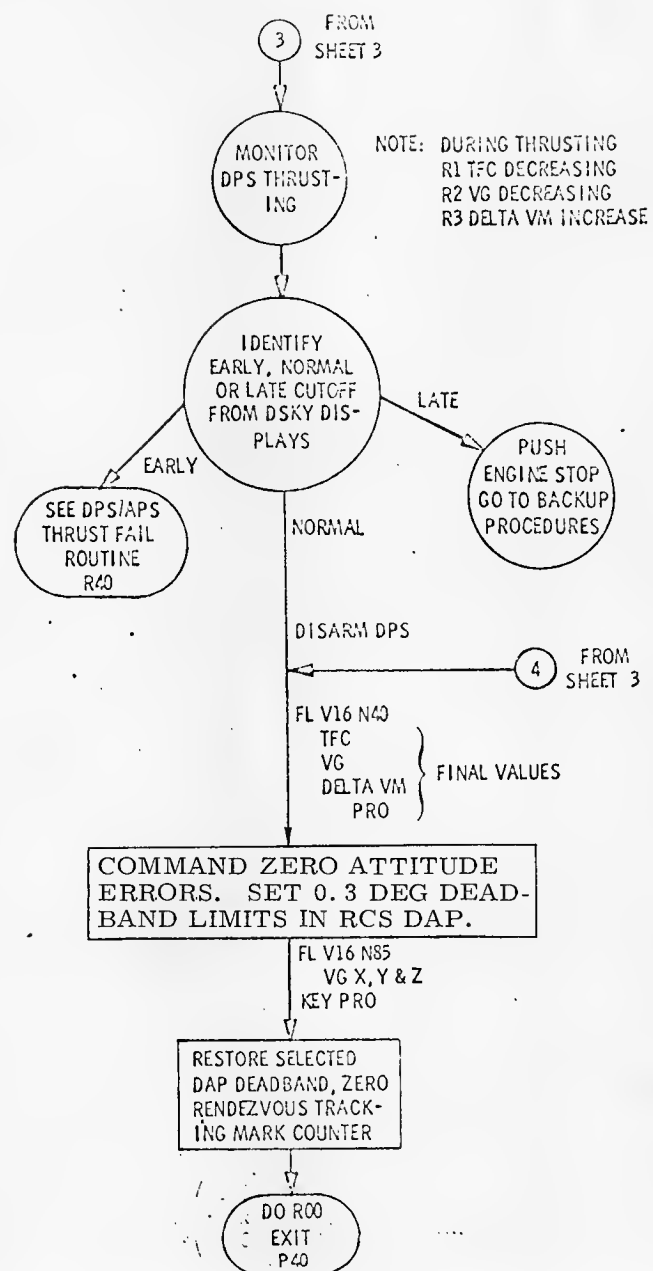 3
FROM
SHEET 3
MONITOR
DPS THRUST-
ING
NOTE: DURING THRUSTING
R1 TFC DECREASING
R2 VG DECREASING
R3 DELTA VM INCREASE
IDENTIFY
EARLY, NORMAL
OR LATE CUTOFF
FROM DSKY DIS-
PLAYS
LATE
PUSH
ENGINE STOP
GO TO BACKUP
PROCEDURES
EARLY
SEE DPS/APS
THRUST FAIL
ROUTINE
R40
NORMAL
DISARM DPS
4
FROM
SHEET 3
FL V16 N40
TFC
VG
DELTA VM
PRO
FINAL VALUES
COMMAND ZERO ATTITUDE
ERRORS. SET 0.3 DEG DEAD-
BAND LIMITS IN RCS DAP.
FL V16 N85
VG X, Y & Z
KEY PRO
RESTORE SELECTED
DAP DEADBAND, ZERO
RENDEZVOUS TRACK-
ING MARK COUNTER
DO R00
EXIT
P40